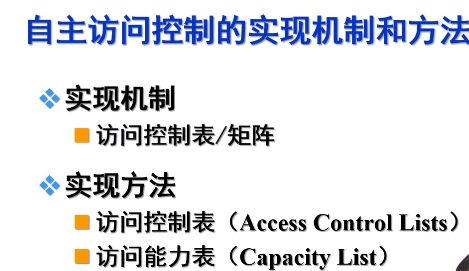 自主访问控制的实现机制和方法
实现机制
访问控制表/矩阵
实现方法
访问控制表（Access Control Lists）
访问能力表（Capacity List）